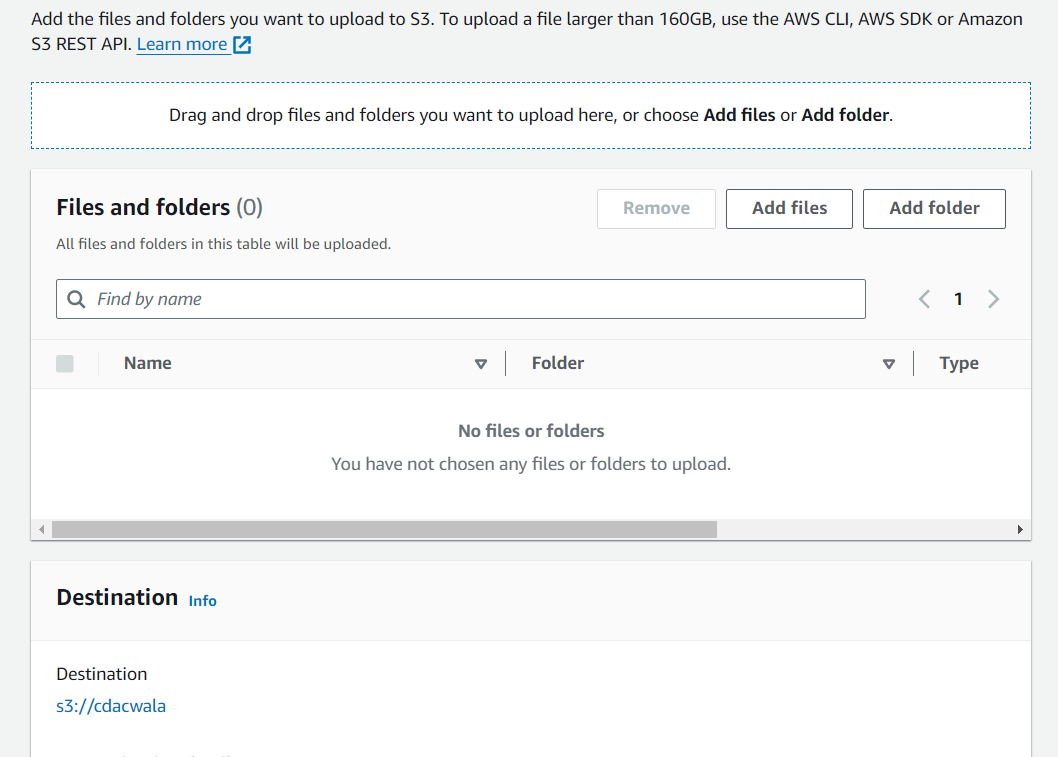 Add the files and folders you want to upload to S3. To upload a file larger than 160GB, use the AWS CLI, AWS SDK or Amazon
S3 REST API. Learn more
Drag and drop files and folders you want to upload here, or choose Add files or Add folder.
Files and folders (0)
Remove
Add files
Add folder
All files and folders in this table will be uploaded.
Find by name
1
Name
Folder
Type
No files or folders
You have not chosen any files or folders to upload.
Destination Info
Destination
s3://cdacwala